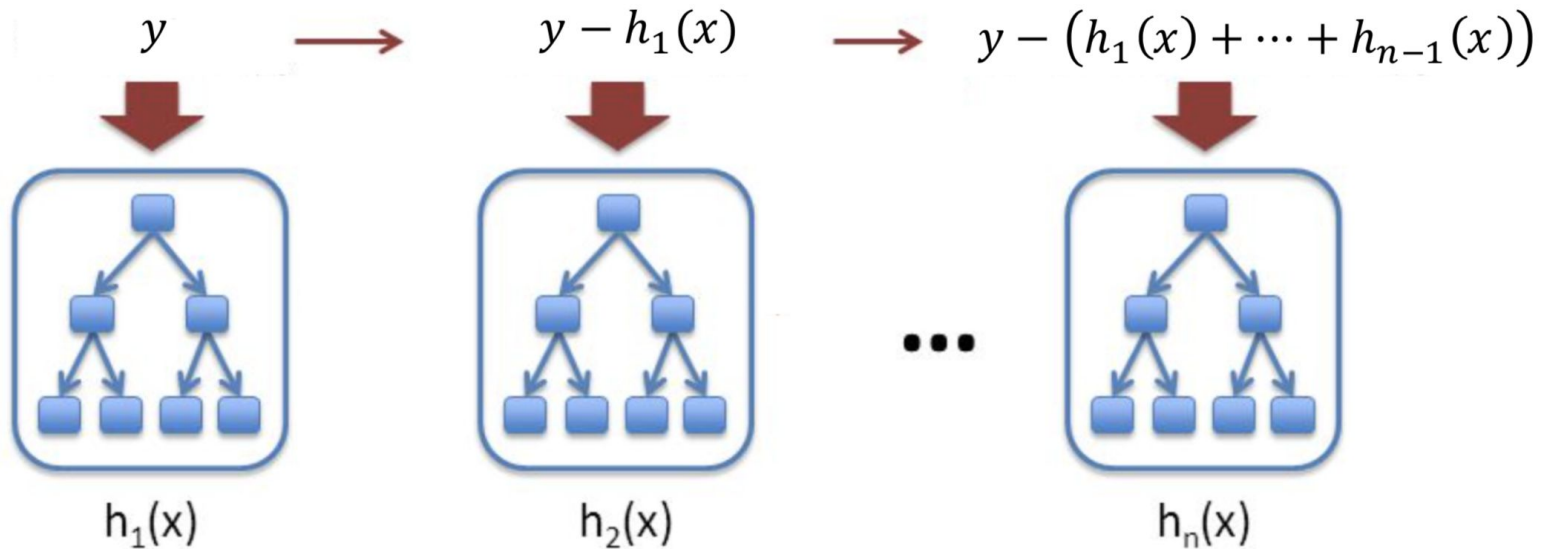 y → y − h₁(x) → y − (h₁(x) + ⋯ + hₙ₋₁(x))
...
h₁(x) h₂(x) hₙ(x)